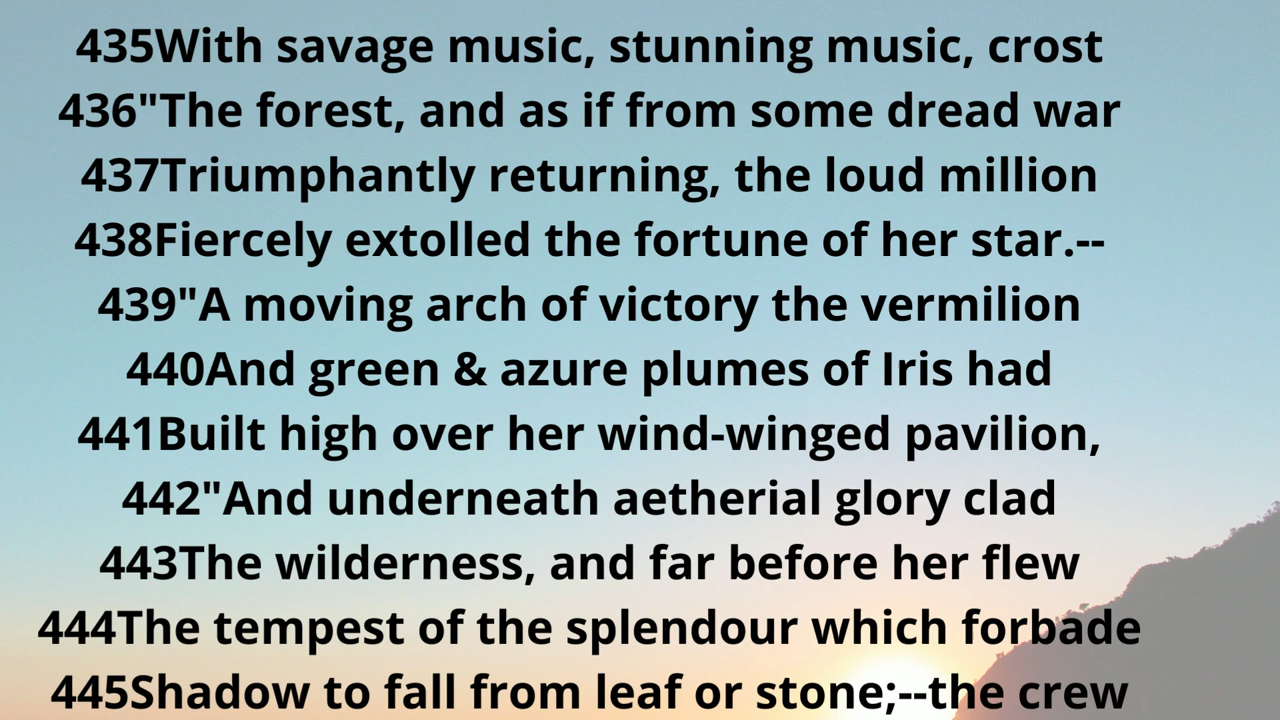 435With savage music, stunning music, crost
436"The forest, and as if from some dread war
437Triumphantly returning, the loud million
438Fiercely extolled the fortune of her star.--
439"A moving arch of victory the vermilion
440And green & azure plumes of Iris had
441Built high over her wind-winged pavilion,
442"And underneath aetherial glory clad
443The wilderness, and far before her flew
444The tempest of the splendour which forbade
445Shadow to fall from leaf or stone;--the crew